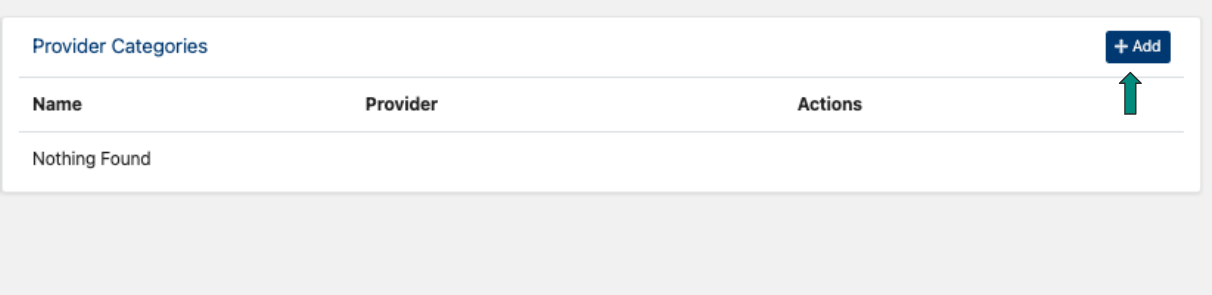 Provider Categories
+ Add
Name Provider Actions
Nothing Found